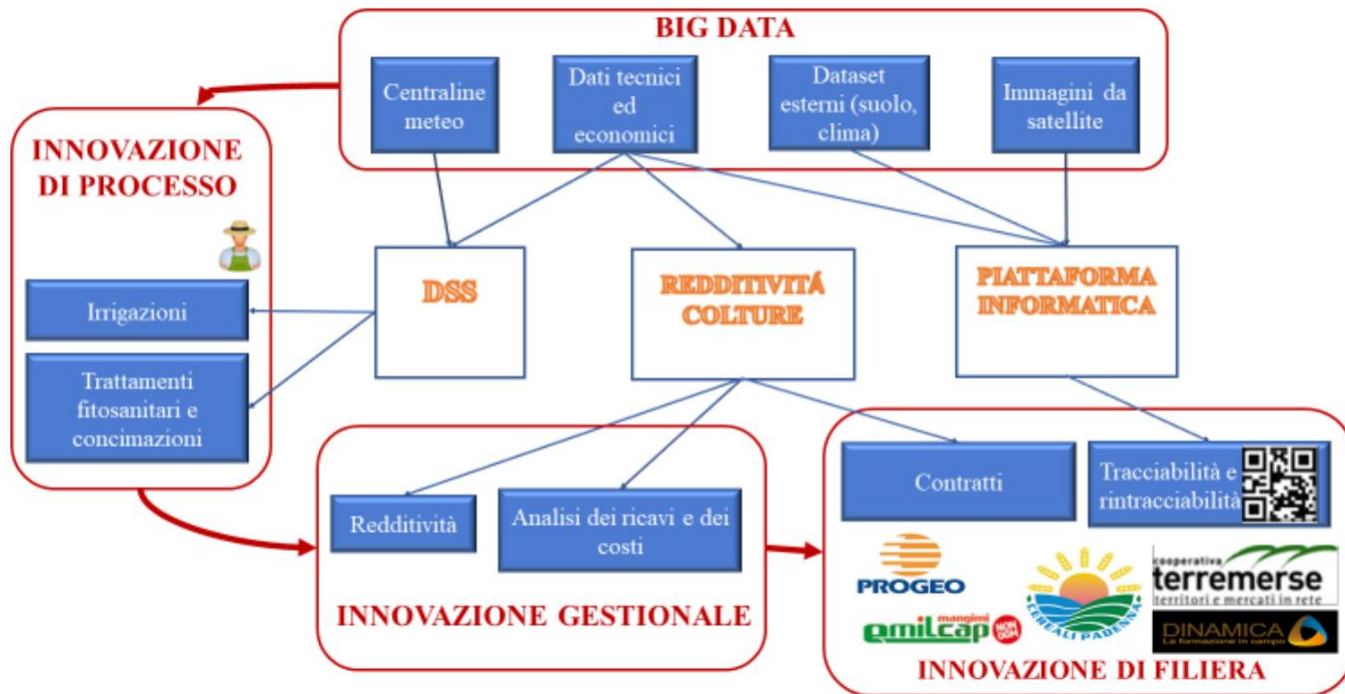 BIG DATA
Centraline
meteo
Dati tecnici
ed
economici
Dataset
esterni (suolo,
clima)
Immagini da
satellite
INNOVAZIONE
DI PROCESSO
Irrigazioni
Trattamenti
fitosanitari e
concimazioni
DSS
REDDITIVITÁ
COLTURE
PIATTAFORMA
INFORMATICA
Redditività
Analisi dei ricavi e dei
costi
INNOVAZIONE GESTIONALE
Contratti
Tracciabilità e
rintracciabilità
PROGEO
mangimi
emilcap
NON
OGM
CEREALI PADENNA
cooperativa
terremerse
territori e mercati in rete
DINAMICA
La formazione in campo
INNOVAZIONE DI FILIERA